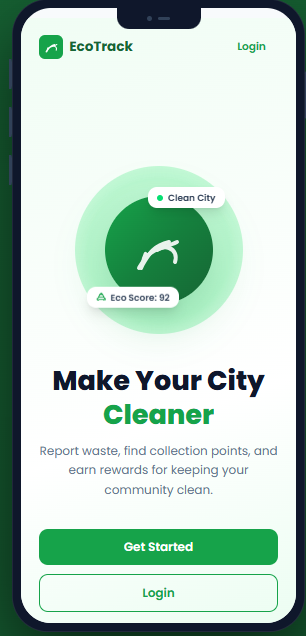 EcoTrack
Login
Clean City
Eco Score: 92
Make Your City
Cleaner
Report waste, find collection points, and
earn rewards for keeping your
community clean.
Get Started
Login